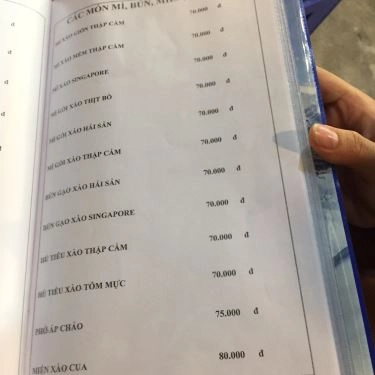 CÁC MÓN MÌ, BÚN,
MÌ XÀO GIÒN THẬP CẨM 70.000 đ
MÌ XÀO MỀM THẬP CẨM 70.000 đ
MÌ XÀO SINGAPORE 70.000 đ
MÌ GÓI XÀO THỊT BÒ 70.000 đ
MÌ GÓI XÀO HẢI SẢN 70.000 đ
MÌ GÓI XÀO THẬP CẨM 70.000 đ
BÚN GẠO XÀO HẢI SẢN 70.000 đ
BÚN GẠO XÀO SINGAPORE 70.000 đ
HỦ TIẾU XÀO THẬP CẨM 70.000 đ
HỦ TIẾU XÀO TÔM MỰC 70.000 đ
PHỞ ÁP CHẢO 75.000 đ
MIẾN XÀO CUA 80.000 đ